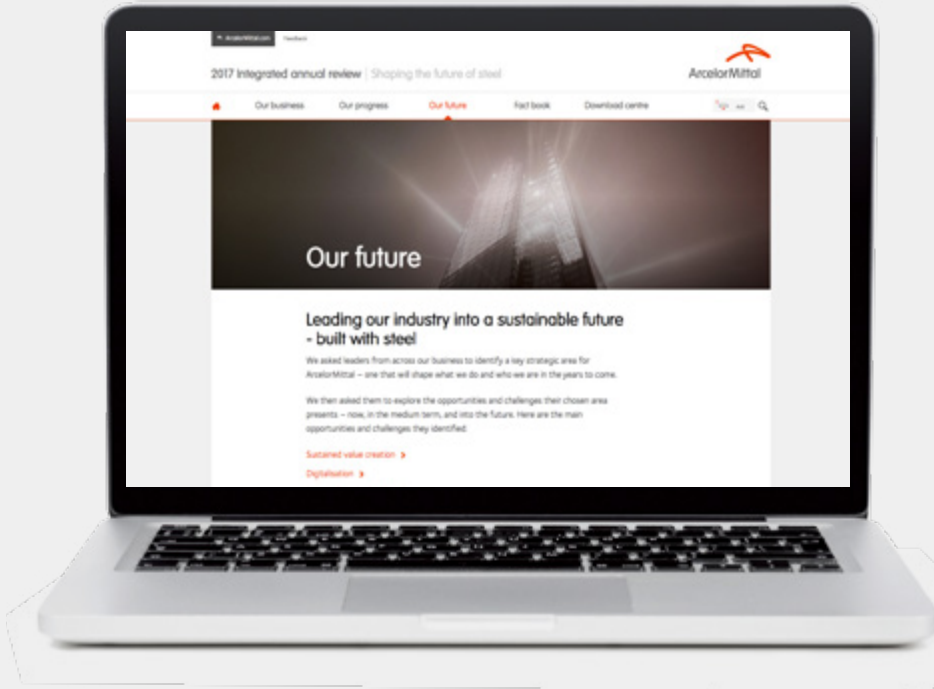 ArcelorMittal.com Feedback
2017 Integrated annual review | Shaping the future of steel
ArcelorMittal
Our business Our progress Our future Fact book Download centre
Our future
Leading our industry into a sustainable future
- built with steel
We asked leaders from across our business to identify a key strategic area for
ArcelorMittal – one that will shape what we do and who we are in the years to come.
We then asked them to explore the opportunities and challenges their chosen area
presents – now, in the medium term, and into the future. Here are the main
opportunities and challenges they identified:
Sustained value creation >
Digitalisation >